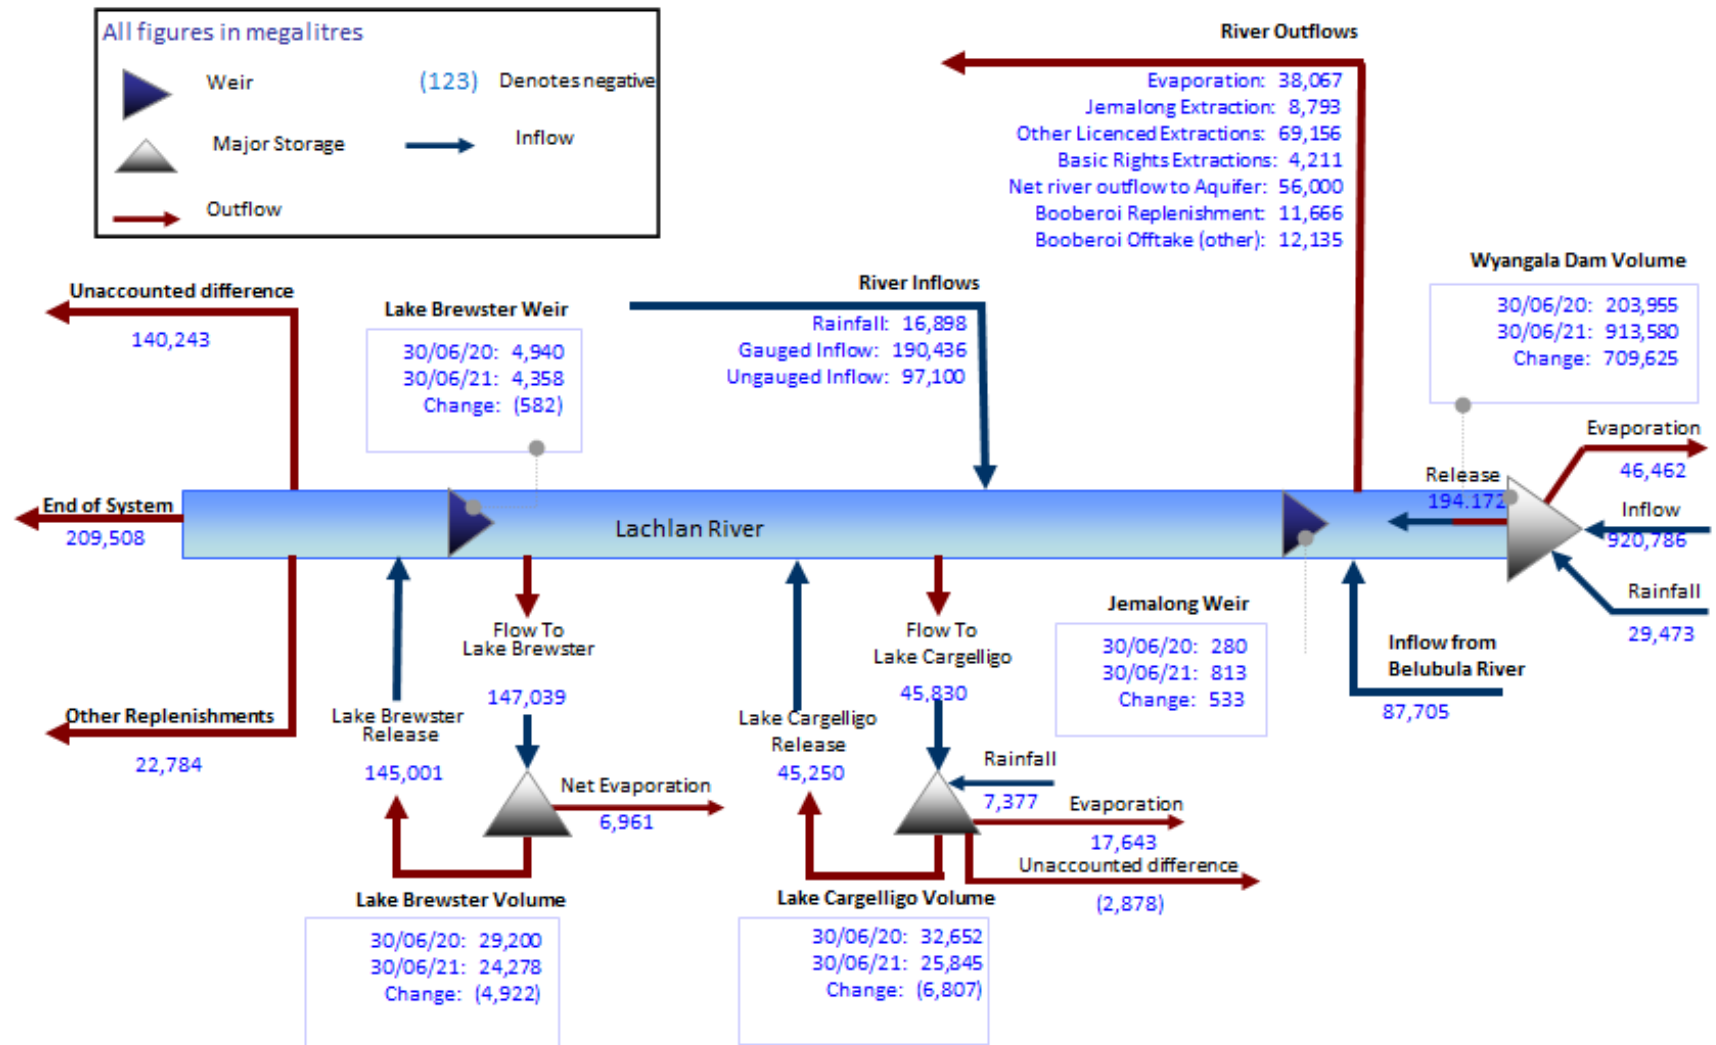 All figures in megalitres
Weir
(123) Denotes negative
Major Storage
Inflow
Outflow
River Outflows
Evaporation: 38,067
Jemalong Extraction: 8,793
Other Licenced Extractions: 69,156
Basic Rights Extractions: 4,211
Net river outflow to Aquifer: 56,000
Booberoi Replenishment: 11,666
Booberoi Offtake (other): 12,135
Wyangala Dam Volume
30/06/20: 203,955
30/06/21: 913,580
Change: 709,625
River Inflows
Rainfall: 16,898
Gauged Inflow: 190,436
Ungauged Inflow: 97,100
Unaccounted difference
140,243
Lake Brewster Weir
30/06/20: 4,940
30/06/21: 4,358
Change: (582)
Evaporation
46,462
Release
194.172
Inflow
920,786
Rainfall
29,473
End of System
209,508
Lachlan River
Flow To
Lake Brewster
147,039
Flow To
Lake Cargelligo
45,830
Jemalong Weir
30/06/20: 280
30/06/21: 813
Change: 533
Inflow from
Belubula River
87,705
Other Replenishments
22,784
Lake Brewster
Release
145,001
Lake Cargelligo
Release
45,250
Net Evaporation
6,961
Rainfall
7,377
Evaporation
17,643
Unaccounted difference
(2,878)
Lake Brewster Volume
30/06/20: 29,200
30/06/21: 24,278
Change: (4,922)
Lake Cargelligo Volume
30/06/20: 32,652
30/06/21: 25,845
Change: (6,807)